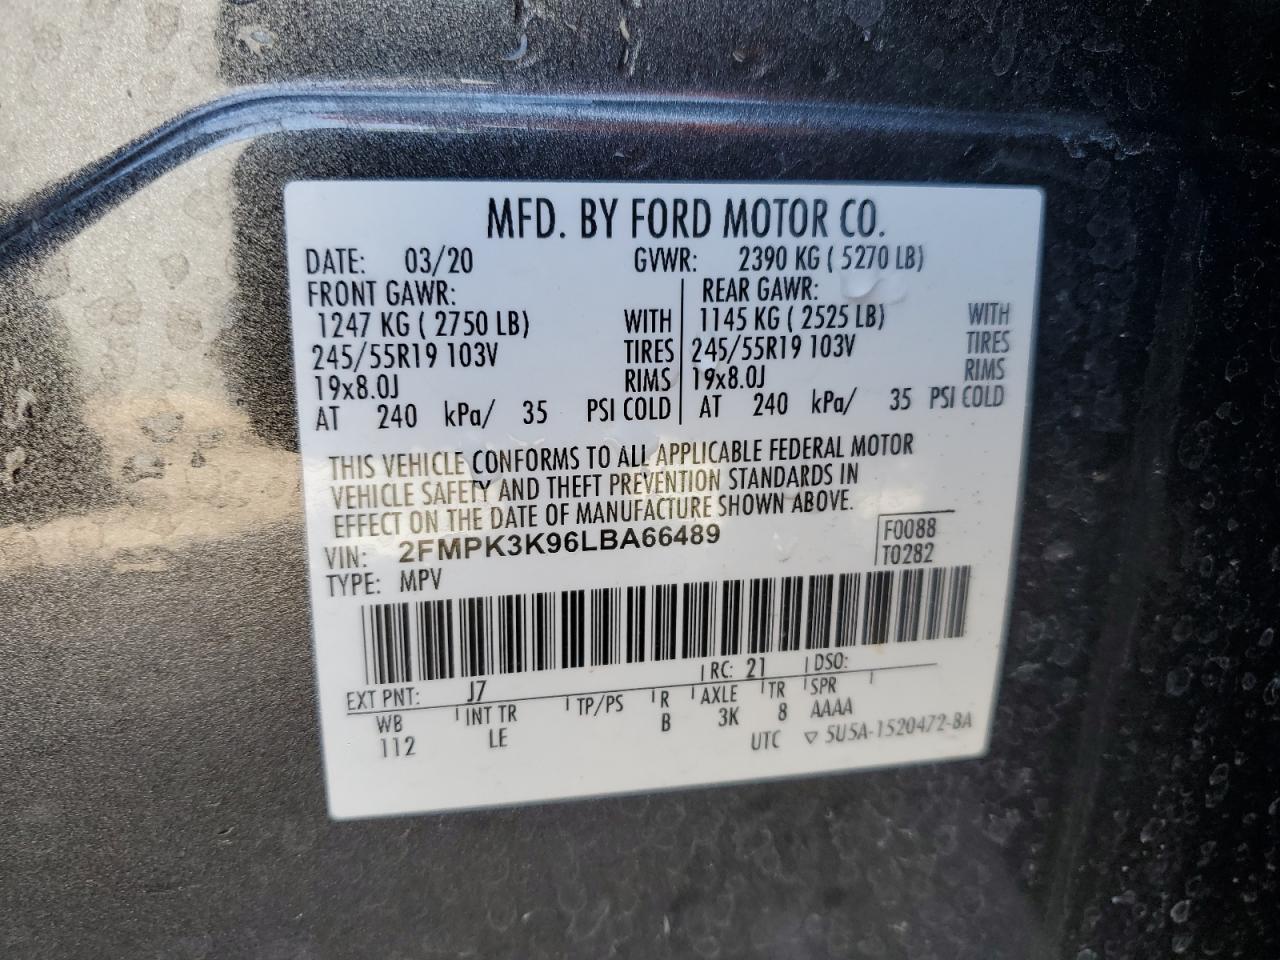 MFD. BY FORD MOTOR CO.
DATE: 03/20 GVWR: 2390 KG ( 5270 LB)
FRONT GAWR: REAR GAWR:
1247 KG ( 2750 LB) WITH 1145 KG ( 2525 LB) WITH
245/55R19 103V TIRES 245/55R19 103V TIRES
19x8.0J RIMS 19x8.0J RIMS
AT 240 kPa/ 35 PSI COLD AT 240 kPa/ 35 PSI COLD
THIS VEHICLE CONFORMS TO ALL APPLICABLE FEDERAL MOTOR
VEHICLE SAFETY AND THEFT PREVENTION STANDARDS IN
EFFECT ON THE DATE OF MANUFACTURE SHOWN ABOVE.
VIN: 2FMPK3K96LBA66489 F0088
TYPE: MPV T0282
EXT PNT: J7 RC: 21 DSO:
WB INT TR TP/PS R AXLE TR SPR
112 LE B 3K 8 AAAA
UTC ▽ 5U5A-1520472-BA